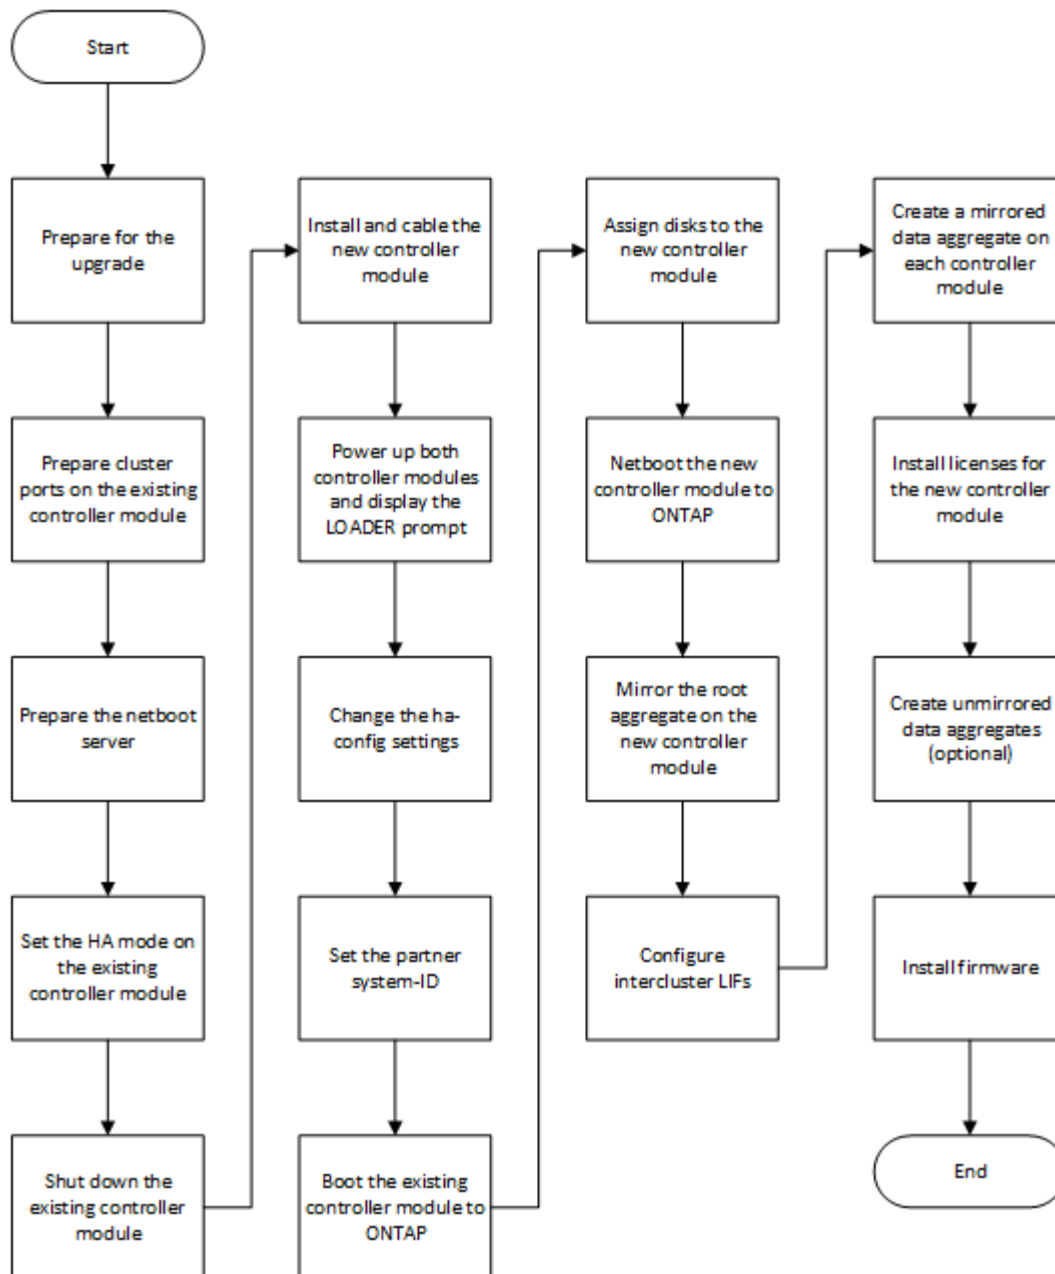 Start
Prepare for the
upgrade
Prepare cluster
ports on the existing
controller module
Prepare the netboot
server
Set the HA mode on
the existing
controller module
Shut down the
existing controller
module
Install and cable the
new controller
module
Power up both
controller modules
and display the
LOADER prompt
Change the ha-
config settings
Set the partner
system-ID
Boot the existing
controller module to
ONTAP
Assign disks to the
new controller
module
Netboot the new
controller module to
ONTAP
Mirror the root
aggregate on the
new controller
module
Configure
intercluster LIFs
Create a mirrored
data aggregate on
each controller
module
Install licenses for
the new controller
module
Create unmirrored
data aggregates
(optional)
Install firmware
End